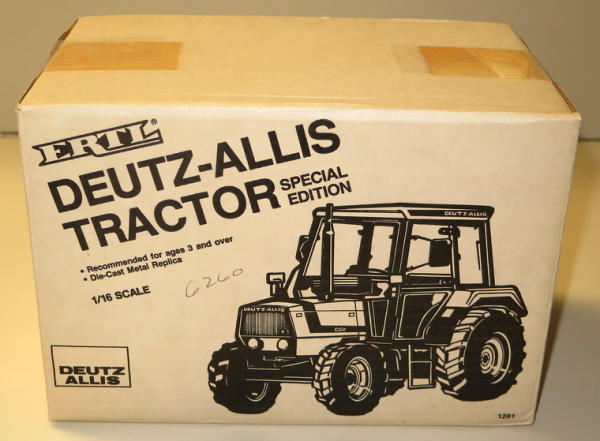 ERTL®
DEUTZ-ALLIS
TRACTOR SPECIAL EDITION
• Recommended for ages 3 and over
• Die-Cast Metal Replica
1/16 SCALE
6260
DEUTZ-ALLIS
DEUTZ-ALLIS
DEUTZ
ALLIS
1261